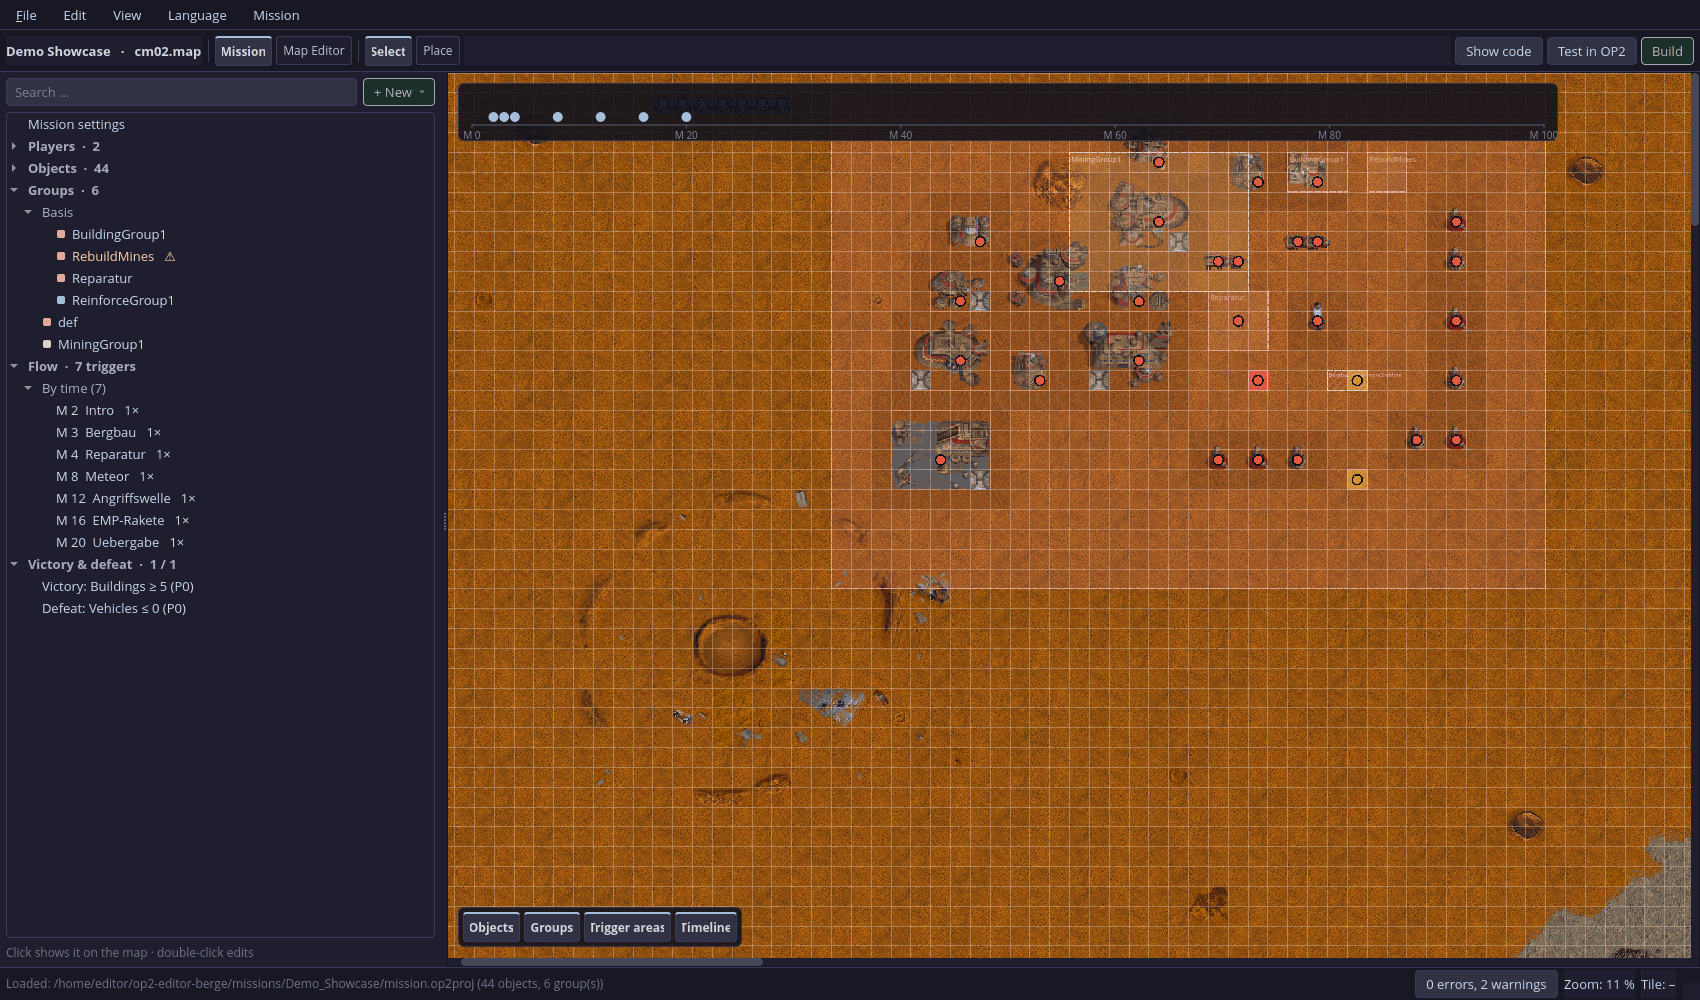 File Edit View Language Mission
Demo Showcase · cm02.map Mission Map Editor Select Place Show code Test in OP2 Build
Search ... + New
Mission settings
Players · 2
Objects · 44
Groups · 6
Basis
BuildingGroup1
RebuildMines ⚠
Reparatur
ReinforceGroup1
def
MiningGroup1
Flow · 7 triggers
By time (7)
M 2 Intro 1×
M 3 Bergbau 1×
M 4 Reparatur 1×
M 8 Meteor 1×
M 12 Angriffswelle 1×
M 16 EMP-Rakete 1×
M 20 Uebergabe 1×
Victory & defeat · 1 / 1
Victory: Buildings ≥ 5 (P0)
Defeat: Vehicles ≤ 0 (P0)
Click shows it on the map · double-click edits
M 0 M 20 M 40 M 60 M 80 M 100
MiningGroup1 BuildingGroup1 RebuildMines
Reparatur
Objects Groups Trigger areas Timeline
Loaded: /home/editor/op2-editor-berge/missions/Demo_Showcase/mission.op2proj (44 objects, 6 group(s)) 0 errors, 2 warnings Zoom: 11 % Tile: –